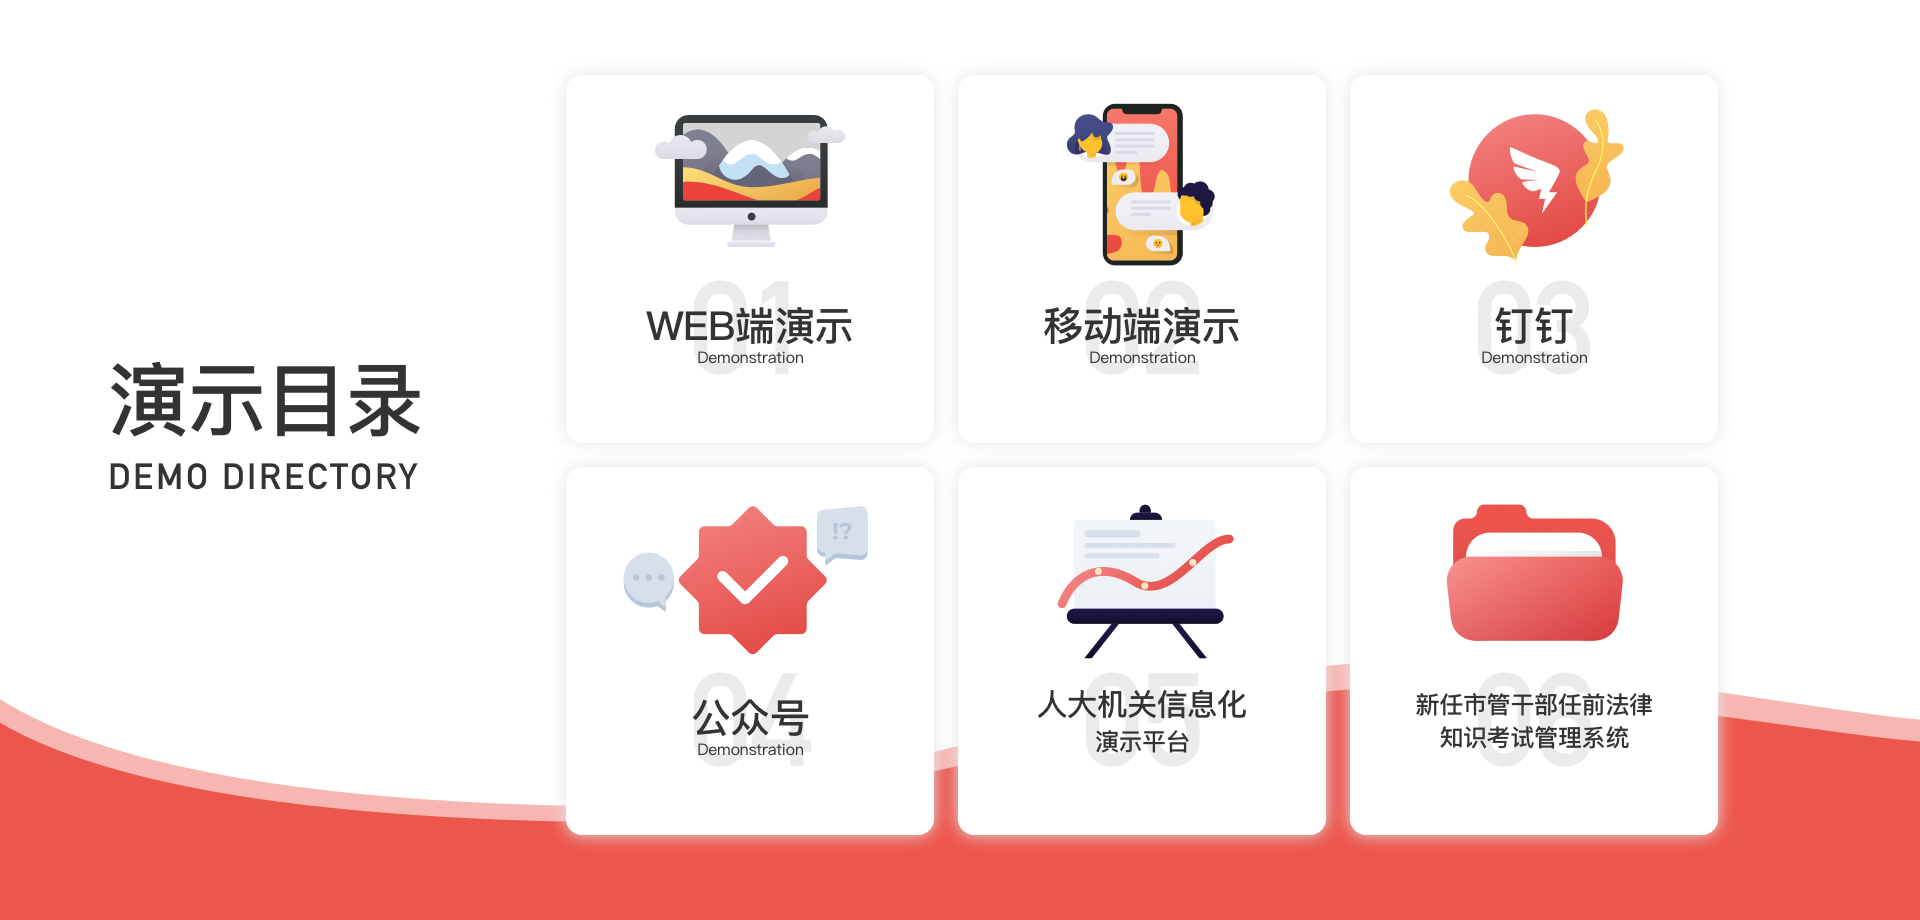 演示目录
DEMO DIRECTORY
01
WEB端演示
Demonstration
02
移动端演示
Demonstration
03
钉钉
Demonstration
!?
04
公众号
Demonstration
05
人大机关信息化
演示平台
06
新任市管干部任前法律
知识考试管理系统